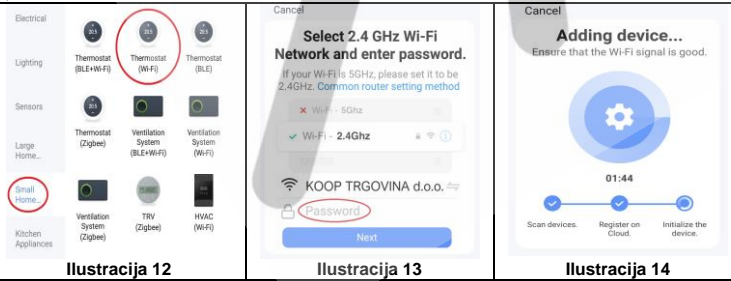 Electrical
Lighting
Sensors
Large
Home...
Small
Home...
Kitchen
Appliances
Thermostat
(BLE+Wi-Fi)
Thermostat
(Wi-Fi)
Thermostat
(BLE)
Thermostat
(Zigbee)
Ventilation
System
(BLE+Wi-Fi)
Ventilation
System
(Wi-Fi)
Ventilation
System
(Zigbee)
TRV
(Zigbee)
HVAC
(Wi-Fi)
Ilustracija 12
Cancel
Select 2.4 GHz Wi-Fi
Network and enter password.
If your Wi-Fi is 5GHz, please set it to be
2.4GHz. Common router setting method
Wi-Fi - 5Ghz
Wi-Fi - 2.4Ghz
KOOP TRGOVINA d.o.o.
Password
Next
Ilustracija 13
Cancel
Adding device...
Ensure that the Wi-Fi signal is good.
01:44
Scan devices.
Register on
Cloud.
Initialize the
device.
Ilustracija 14